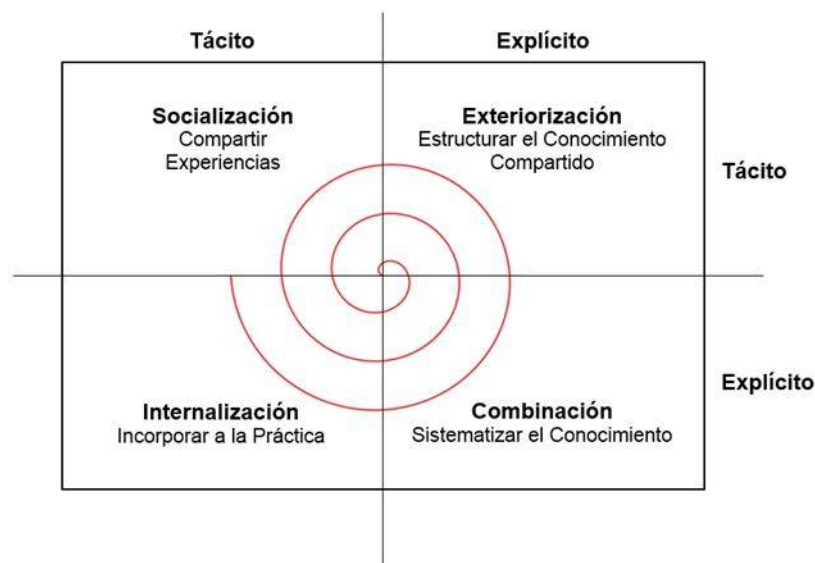 Tácito
Explícito
Socialización
Compartir
Experiencias
Exteriorización
Estructurar el Conocimiento
Compartido
Tácito
Internalización
Incorporar a la Práctica
Combinación
Sistematizar el Conocimiento
Explícito